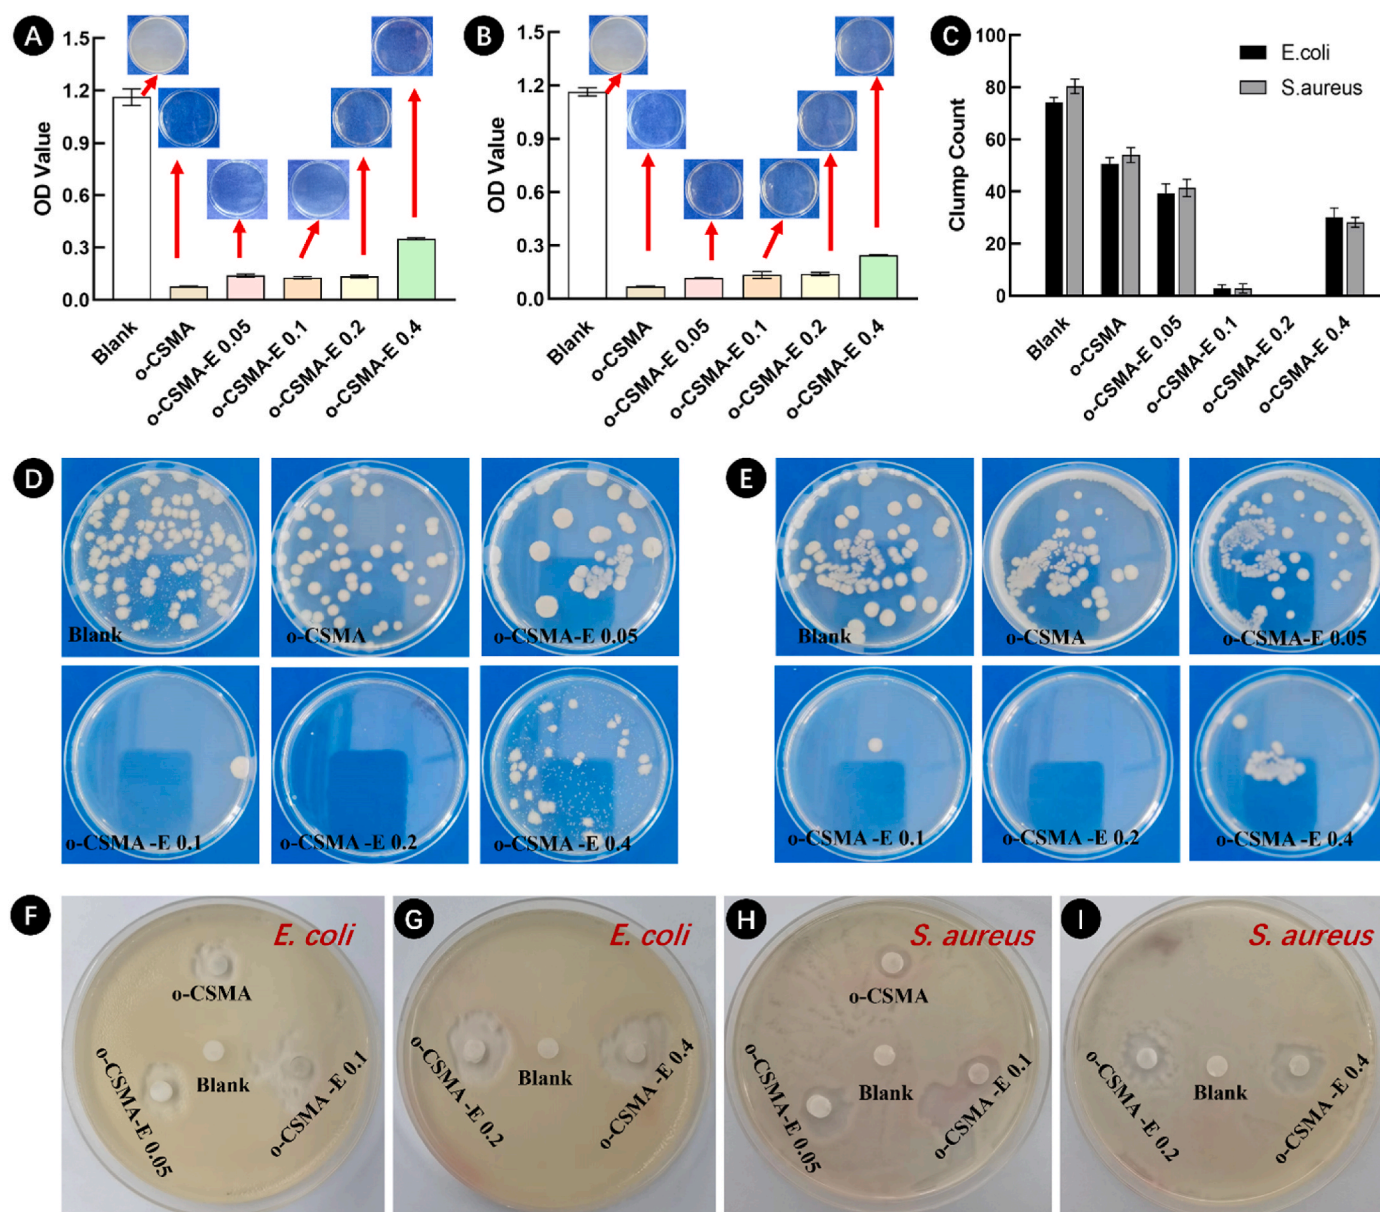 A
OD Value
1.5
1.2
0.9
0.6
0.3
0.0
Blank
o-CSMA
o-CSMA-E 0.05
o-CSMA-E 0.1
o-CSMA-E 0.2
o-CSMA-E 0.4
B
OD Value
1.5
1.2
0.9
0.6
0.3
0.0
Blank
o-CSMA
o-CSMA-E 0.05
o-CSMA-E 0.1
o-CSMA-E 0.2
o-CSMA-E 0.4
C
Clump Count
100
80
60
40
20
0
E.coli
S.aureus
Blank
o-CSMA
o-CSMA-E 0.05
o-CSMA-E 0.1
o-CSMA-E 0.2
o-CSMA-E 0.4
D
Blank
o-CSMA
o-CSMA-E 0.05
o-CSMA -E 0.1
o-CSMA -E 0.2
o-CSMA -E 0.4
E
Blank
o-CSMA
o-CSMA-E 0.05
o-CSMA -E 0.1
o-CSMA -E 0.2
o-CSMA -E 0.4
F
E. coli
o-CSMA
o-CSMA-E 0.05
Blank
o-CSMA-E 0.1
G
E. coli
o-CSMA -E 0.2
Blank
o-CSMA -E 0.4
H
S. aureus
o-CSMA
o-CSMA-E 0.05
Blank
o-CSMA-E 0.1
I
S. aureus
o-CSMA -E 0.2
Blank
o-CSMA -E 0.4